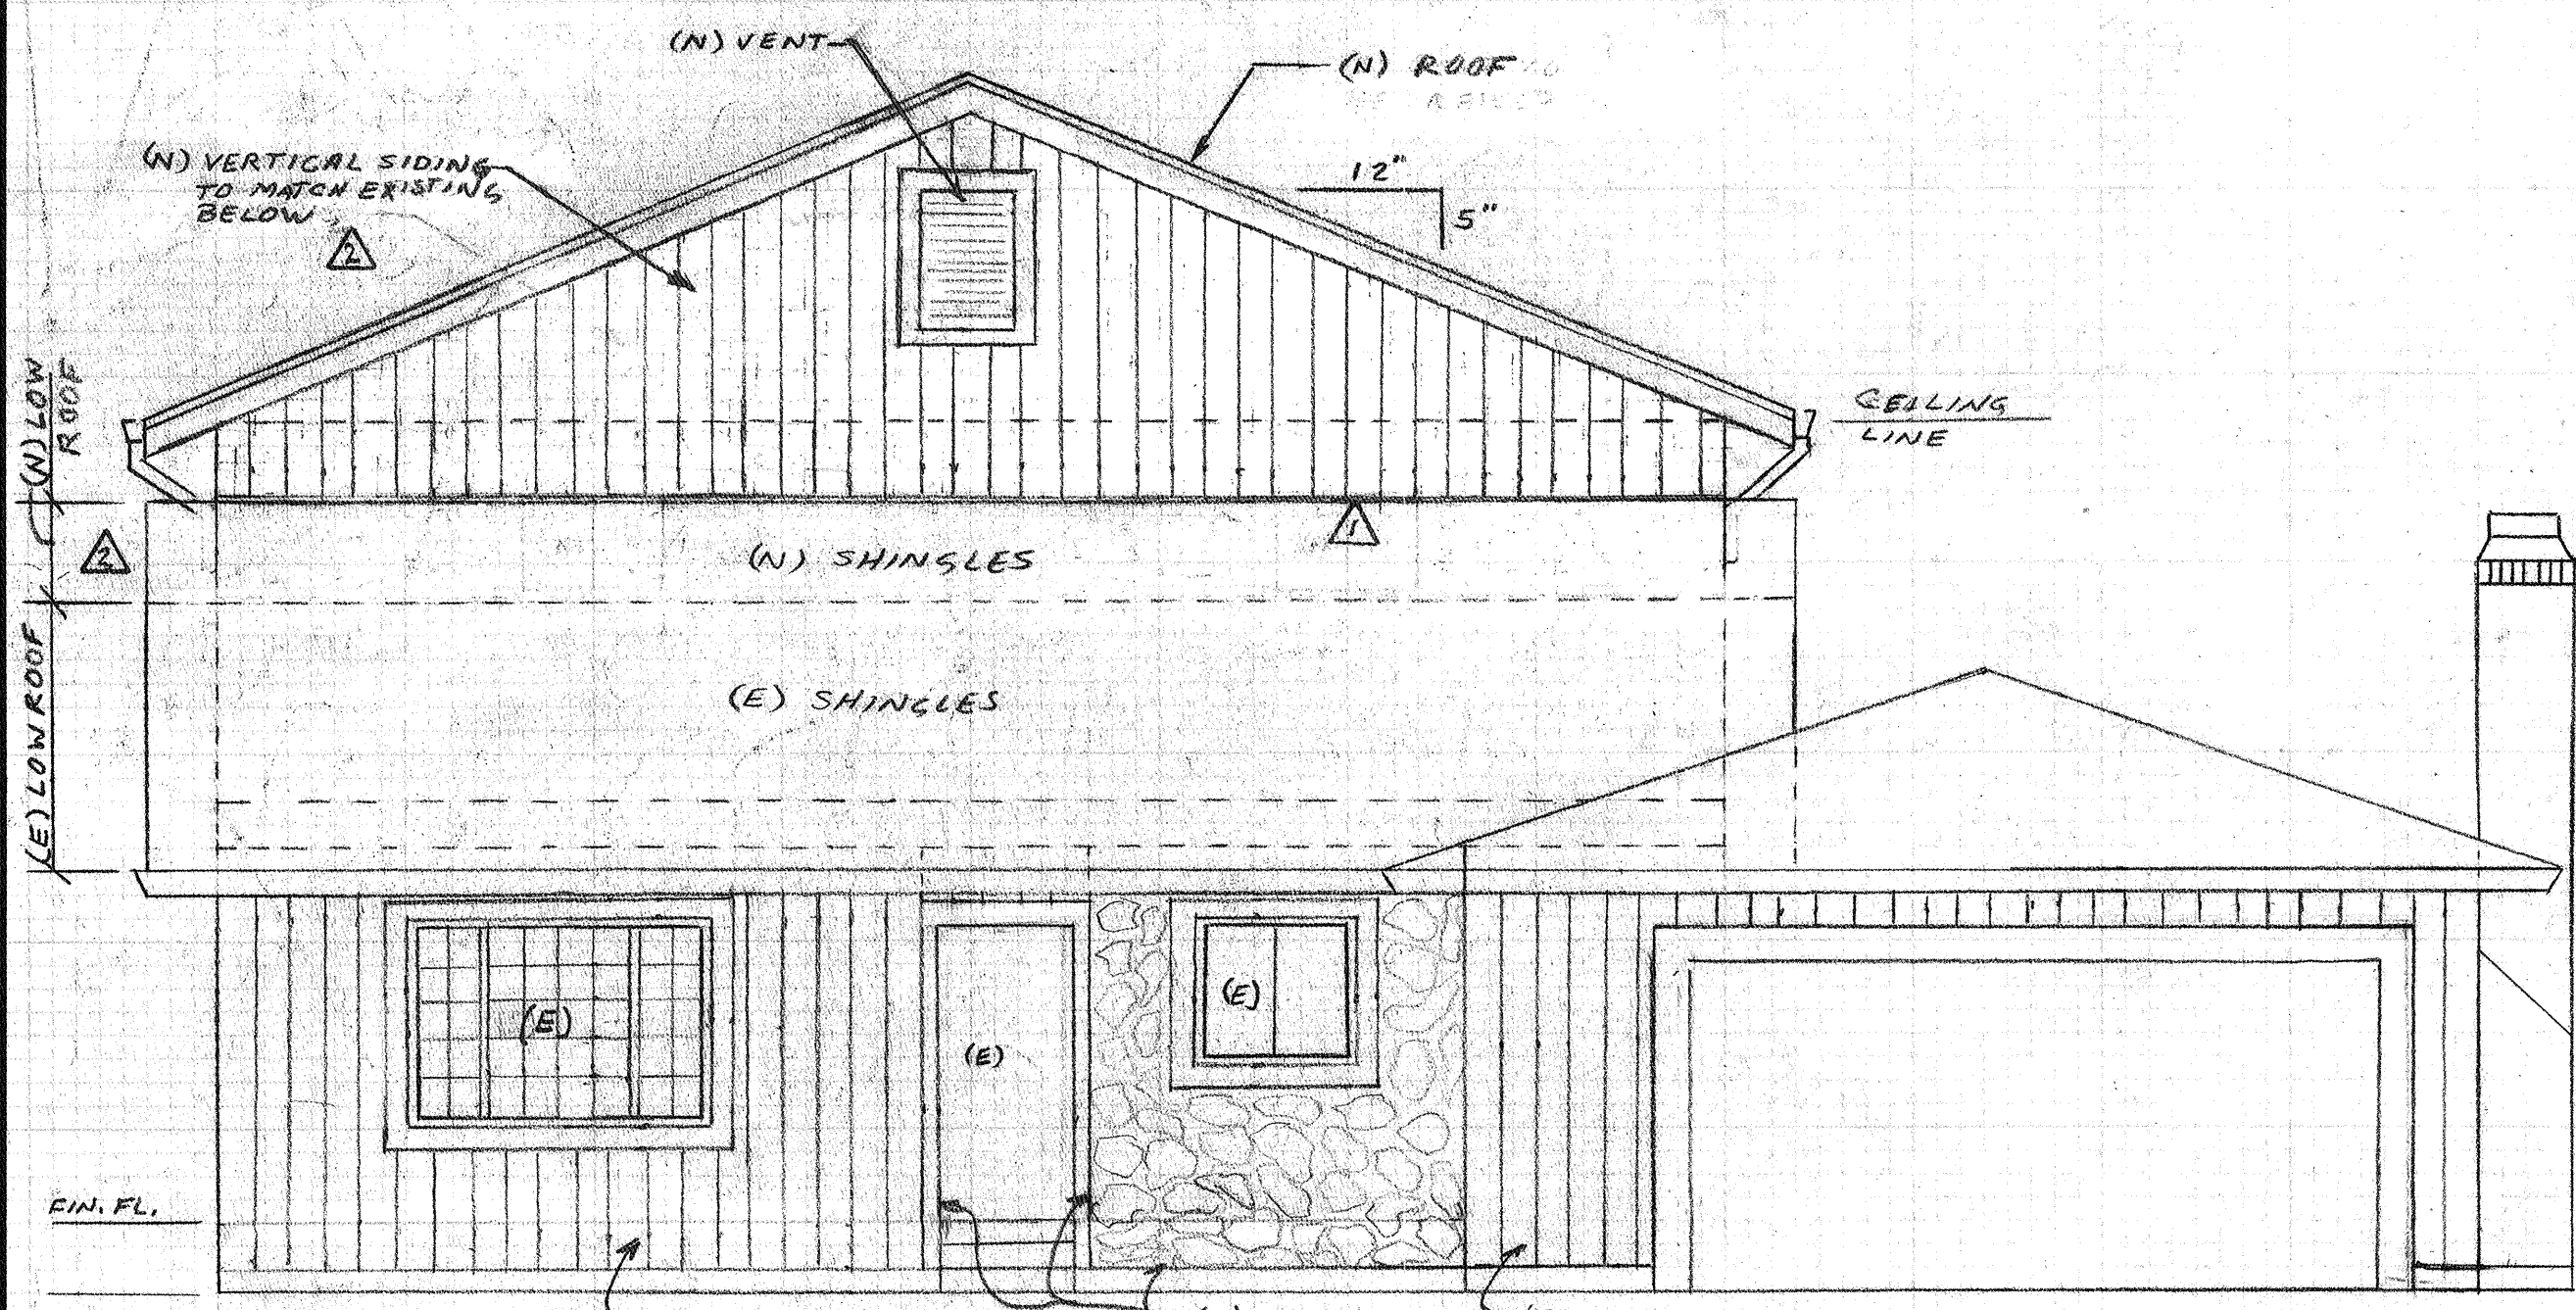 (N) VENT
(N) ROOF
12"
5"
(N) VERTICAL SIDING
TO MATCH EXISTING
BELOW
2
(N) LOW
ROOF
CEILING
LINE
1
2
(N) SHINGLES
(E) LOW ROOF
(E) SHINGLES
(E)
(E)
(E)
FIN. FL.